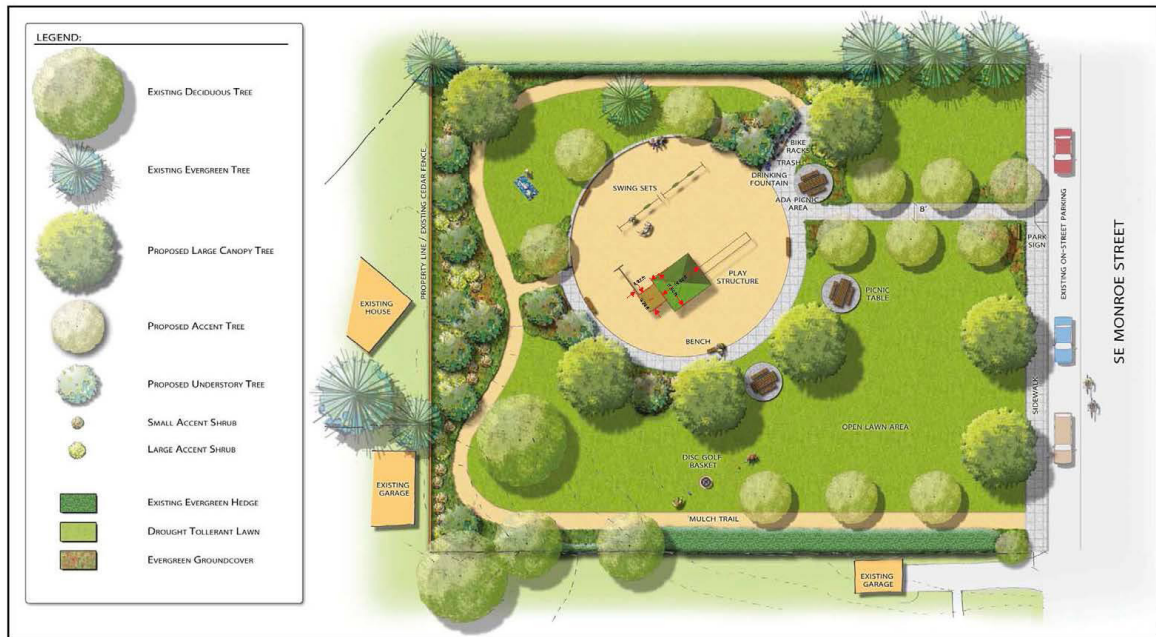 LEGEND:
EXISTING DECIDUOUS TREE
EXISTING EVERGREEN TREE
PROPOSED LARGE CANOPY TREE
PROPOSED ACCENT TREE
PROPOSED UNDERSTORY TREE
SMALL ACCENT SHRUB
LARGE ACCENT SHRUB
EXISTING EVERGREEN HEDGE
DROUGHT TOLLERANT LAWN
EVERGREEN GROUNDCOVER
PROPERTY LINE / EXISTING CEDAR FENCE
EXISTING
HOUSE
EXISTING
GARAGE
SWING SETS
BIKE
RACKS
TRASH
DRINKING
FOUNTAIN
ADA PICNIC
AREA
8'
PARK
SIGN
PLAY
STRUCTURE
PICNIC
TABLE
BENCH
OPEN LAWN AREA
DISC GOLF
BASKET
MULCH TRAIL
EXISTING
GARAGE
SIDEWALK
EXISTING ON-STREET PARKING
SE MONROE STREET